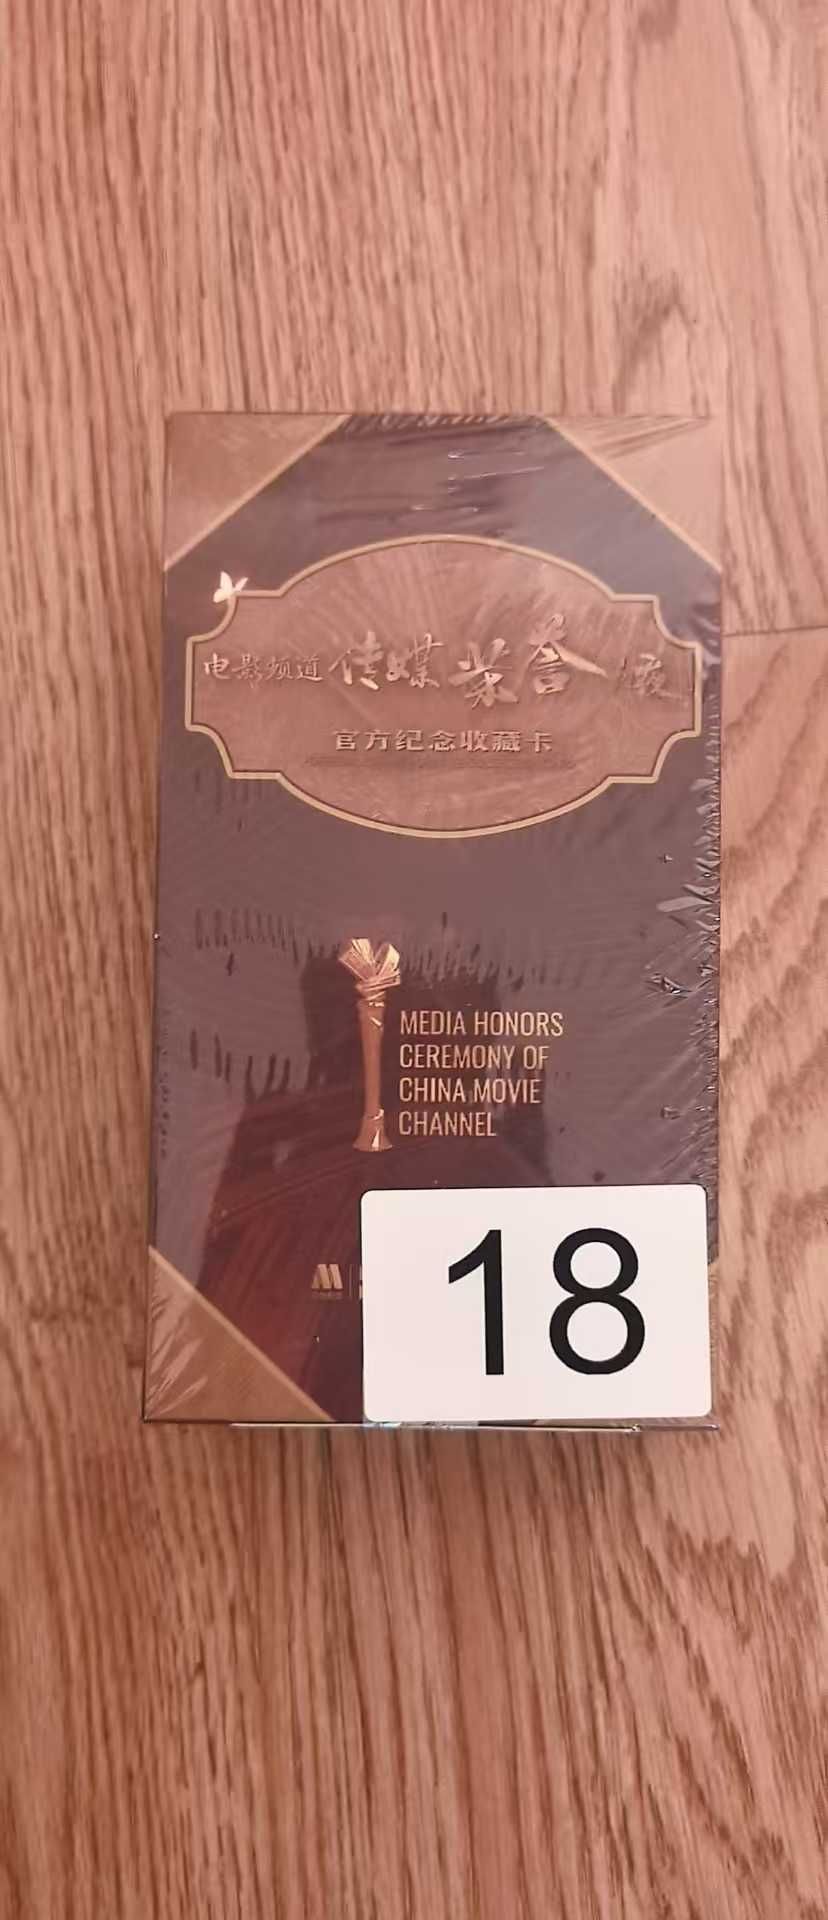 电影频道传媒荣誉之夜
官方纪念收藏卡
MEDIA HONORS
CEREMONY OF
CHINA MOVIE
CHANNEL
18